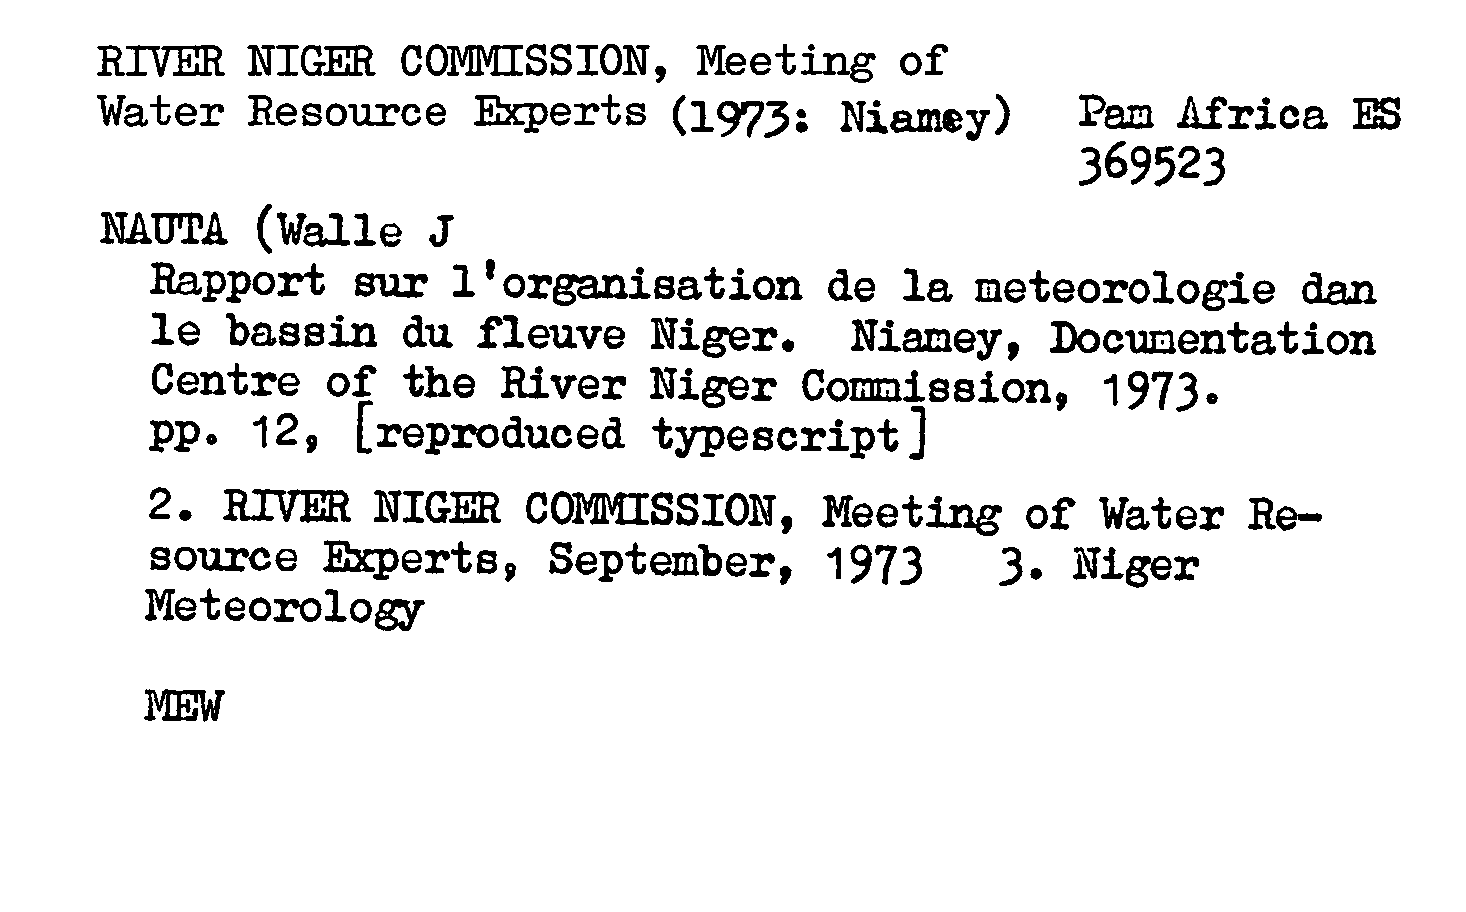 RIVER NIGER COMMISSION, Meeting of
Water Resource Experts (1973: Niamey) Pam Africa ES
369523
NAUTA (Walle J
Rapport sur l'organisation de la meteorologie dan
le bassin du fleuve Niger. Niamey, Documentation
Centre of the River Niger Commission, 1973.
pp. 12, [reproduced typescript]
2. RIVER NIGER COMMISSION, Meeting of Water Re-
source Experts, September, 1973 3. Niger
Meteorology
MEW